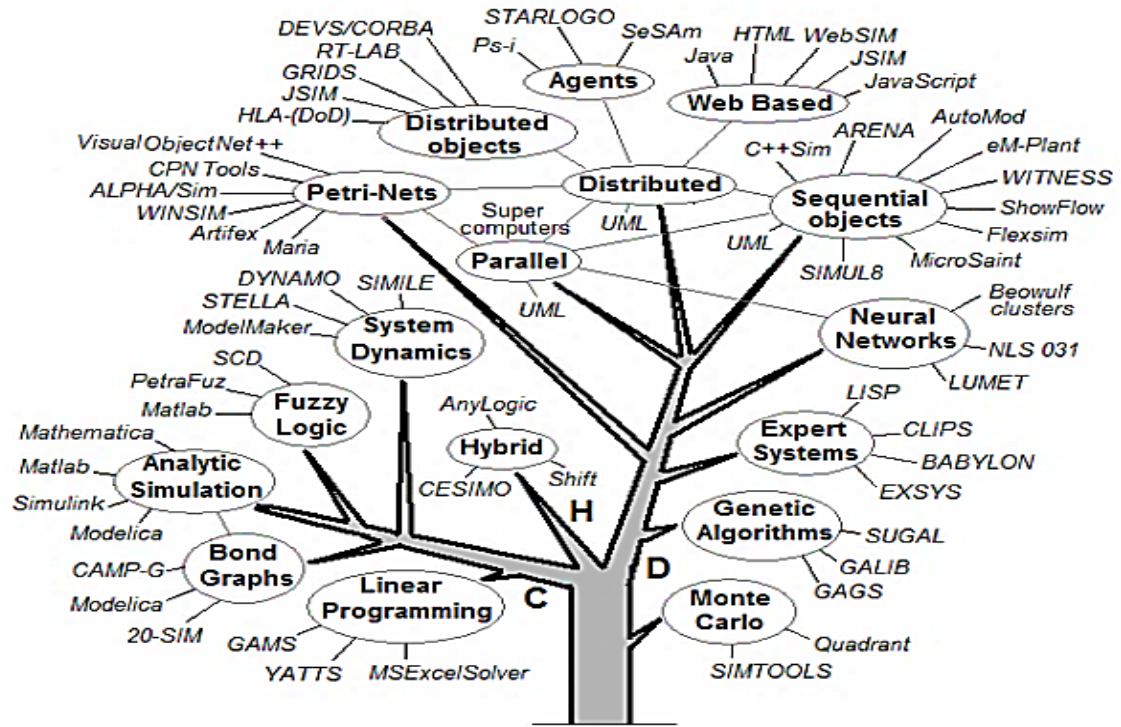 STARLOGO
DEVS/CORBA
SeSAm
HTML
WebSIM
RT-LAB
Ps-i
Java
JSIM
GRIDS
Agents
JavaScript
JSIM
Web Based
HLA-(DoD)
Distributed
objects
AutoMod
ARENA
VisualObjectNet++
C++Sim
eM-Plant
CPN Tools
ALPHA/Sim
Petri-Nets
Distributed
Sequential
objects
WITNESS
WINSIM
Super
computers
UML
ShowFlow
Artifex
UML
Flexsim
Maria
Parallel
MicroSaint
SIMUL8
DYNAMO
SIMILE
UML
Beowulf
clusters
STELLA
System
Dynamics
Neural
Networks
ModelMaker
NLS 031
SCD
LUMET
PetraFuz
Fuzzy
Logic
AnyLogic
LISP
Matlab
Expert
Systems
CLIPS
Mathematica
Hybrid
BABYLON
Matlab
Analytic
Simulation
Shift
CESIMO
EXSYS
Simulink
H
Genetic
Algorithms
SUGAL
Modelica
Bond
Graphs
D
GALIB
CAMP-G
GAGS
Linear
Programming
C
Monte
Carlo
Modelica
20-SIM
GAMS
Quadrant
YATTS
MSExcelSolver
SIMTOOLS